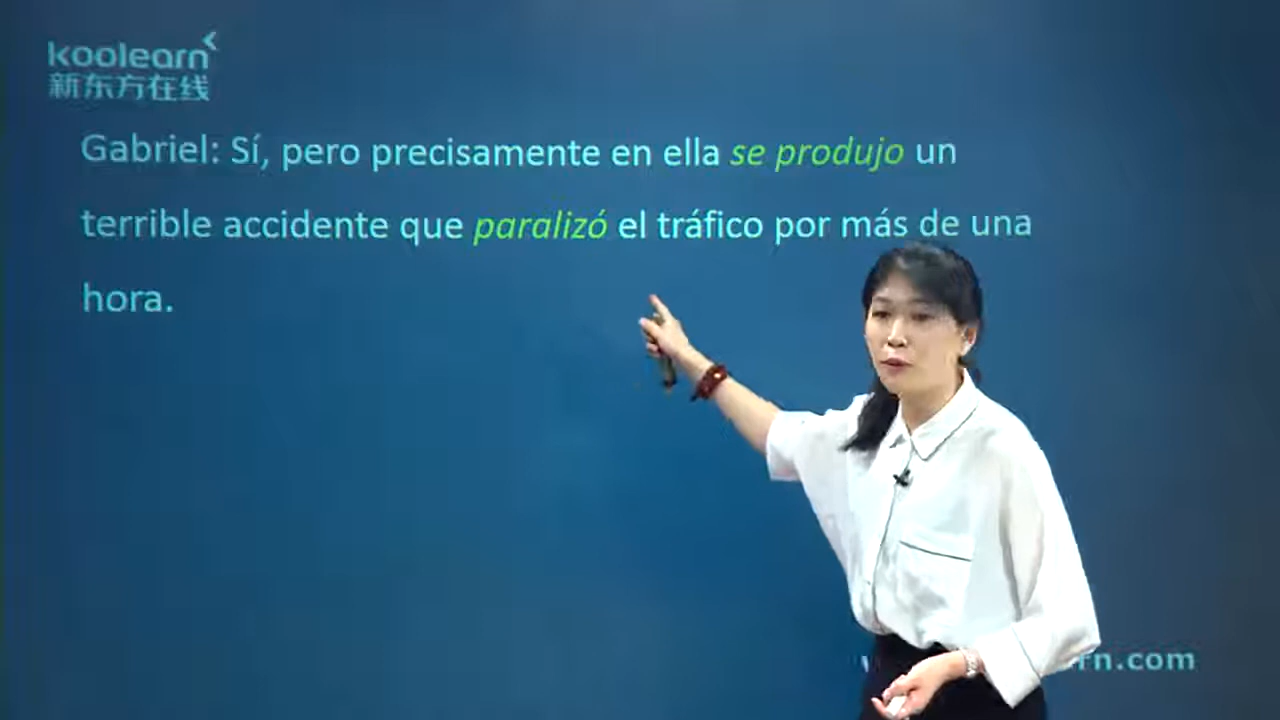 koolearn
新东方在线
Gabriel: Sí, pero precisamente en ella se produjo un
terrible accidente que paralizó el tráfico por más de una
hora.
rn.com